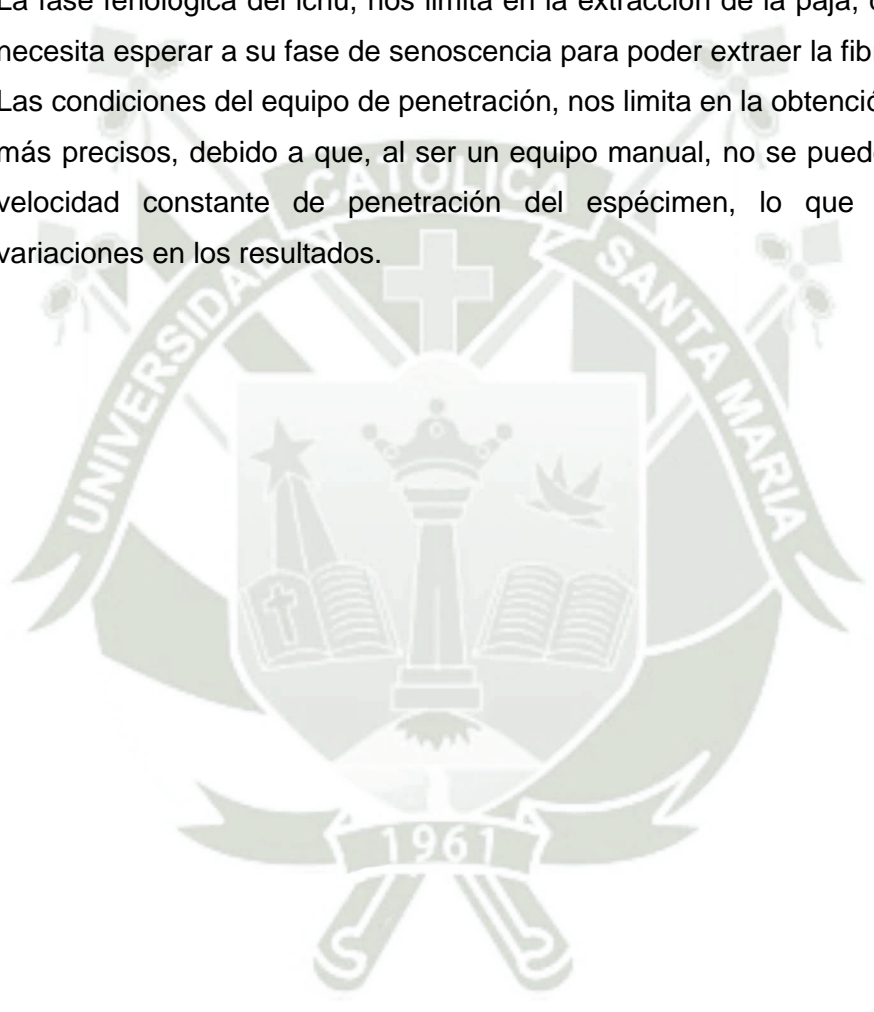 La fase fenológica del ichu, nos limita en la extracción de la paja,
necesita esperar a su fase de senoscencia para poder extraer la
Las condiciones del equipo de penetración, nos limita en la
más precisos, debido a que, al ser un equipo manual, no se
velocidad constante de penetración del espécimen, lo que
variaciones en los resultados.
UNIVERSIDAD CATOLICA SANTA MARIA
1961